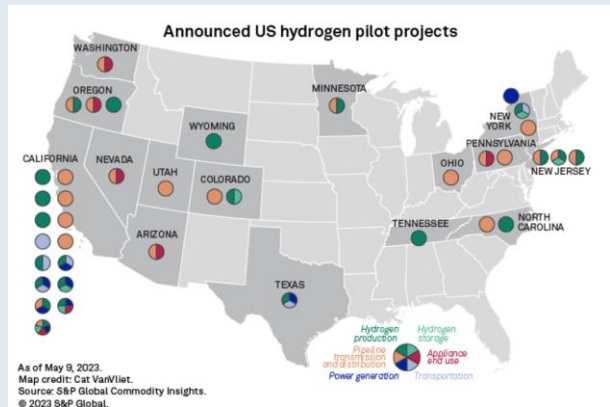 Announced US hydrogen pilot projects
WASHINGTON
OREGON
MINNESOTA
WYOMING
NEW
YORK
PENNSYLVANIA
CALIFORNIA
NEVADA
UTAH
COLORADO
OHIO
NEW JERSEY
ARIZONA
TENNESSEE
NORTH
CAROLINA
TEXAS
Hydrogen
production
Hydrogen
storage
Pipeline
transmission
and distribution
Appliance
end use
Power generation
Transportation
As of May 9, 2023.
Map credit: Cat VanVliet.
Source: S&P Global Commodity Insights.
© 2023 S&P Global.